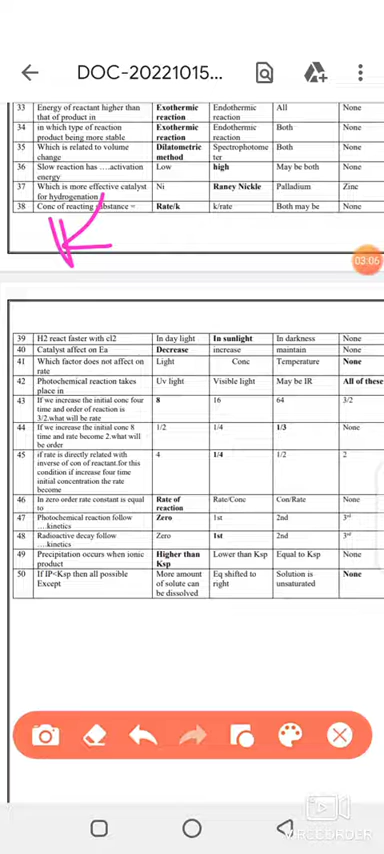 DOC-20221015...
33 Energy of reactant higher than that of product in Exothermic reaction Endothermic reaction All None
34 in which type of reaction product being more stable Exothermic reaction Endothermic reaction Both None
35 Which is related to volume change Dilatometric method Spectrophotome ter Both None
36 Slow reaction has ....activation energy Low high May be both None
37 Which is more effective catalyst for hydrogenation Ni Raney Nickle Palladium Zinc
38 Conc of reacting substance = Rate/k k/rate Both may be None
03:06
39 H2 react faster with cl2 In day light In sunlight In darkness None
40 Catalyst affect on Ea Decrease increase maintain None
41 Which factor does not affect on rate Light Conc Temperature None
42 Photochemical reaction takes place in Uv light Visible light May be IR All of these
43 If we increase the initial conc four time and order of reaction is 3/2.what will be rate 8 16 64 3/2
44 If we increase the initial conc 8 time and rate become 2.what will be order 1/2 1/4 1/3 None
45 if rate is directly related with inverse of con of reactant.for this condition if increase four time initial concentration the rate become 4 1/4 1/2 2
46 In zero order rate constant is equal to Rate of reaction Rate/Conc Con/Rate None
47 Photochemical reaction follow ....kinetics Zero 1st 2nd 3rd
48 Radioactive decay follow ....kinetics Zero 1st 2nd 3rd
49 Precipitation occurs when ionic product Higher than Ksp Lower than Ksp Equal to Ksp None
50 If IP<Ksp then all possible Except More amount of solute can be dissolved Eq shifted to right Solution is unsaturated None
VIRECORDER